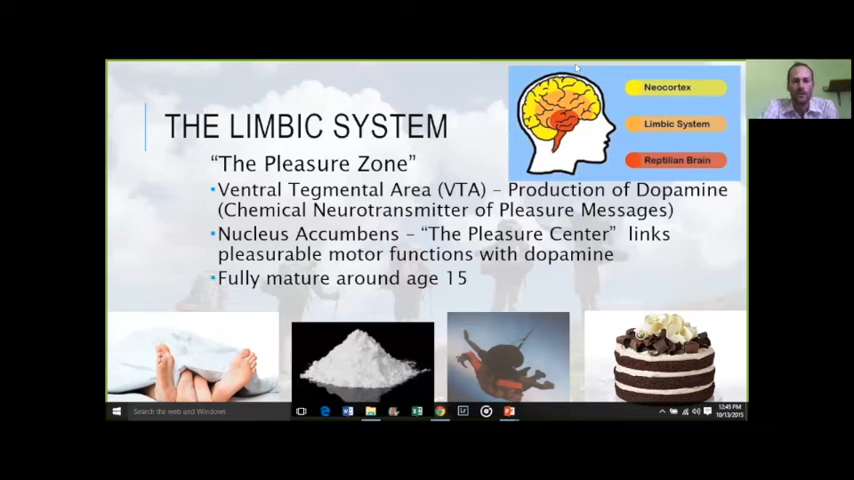 Neocortex
THE LIMBIC SYSTEM
Limbic System
"The Pleasure Zone"
Reptilian Brain
▪Ventral Tegmental Area (VTA) – Production of Dopamine
(Chemical Neurotransmitter of Pleasure Messages)
▪Nucleus Accumbens – "The Pleasure Center" links
pleasurable motor functions with dopamine
▪Fully mature around age 15
Search the web and Windows
12:45 PM
10/13/2015